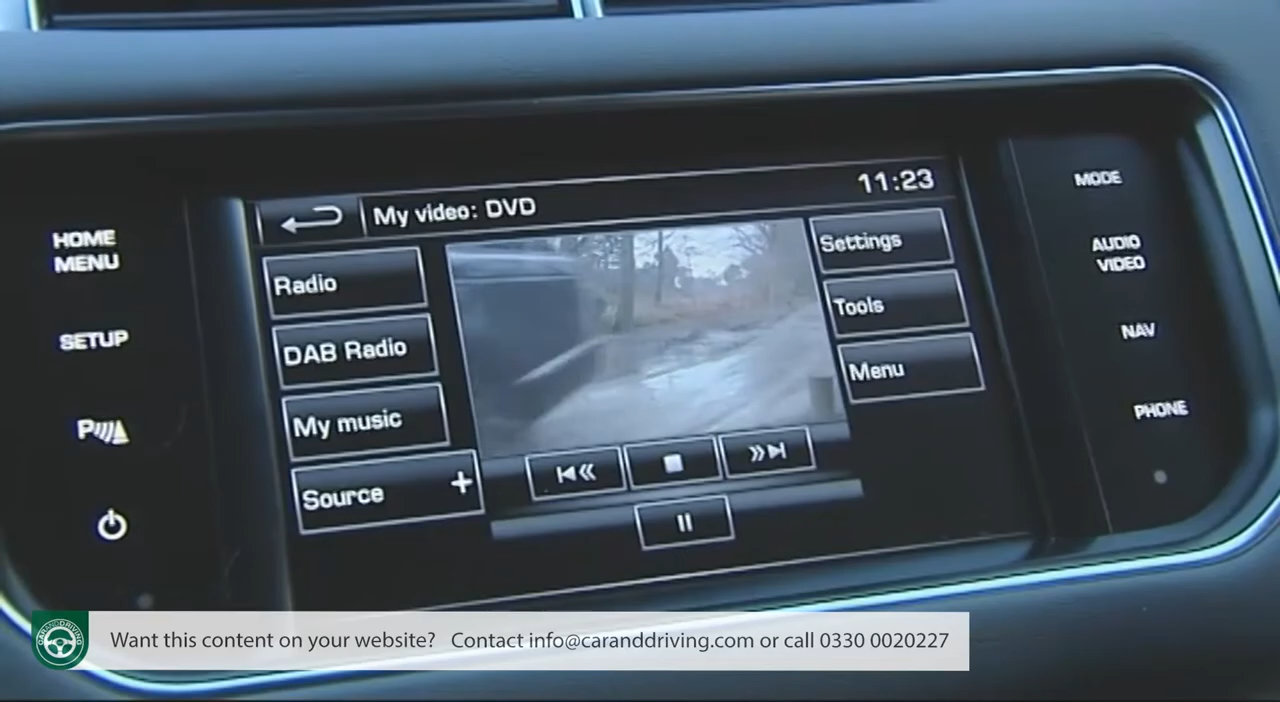 My video: DVD
11:23
HOME
MENU
SETUP
P
Radio
DAB Radio
My music
Source +
Settings
Tools
Menu
MODE
AUDIO
VIDEO
NAV
PHONE
CARANDDRIVING
Want this content on your website? Contact info@caranddriving.com or call 0330 0020227